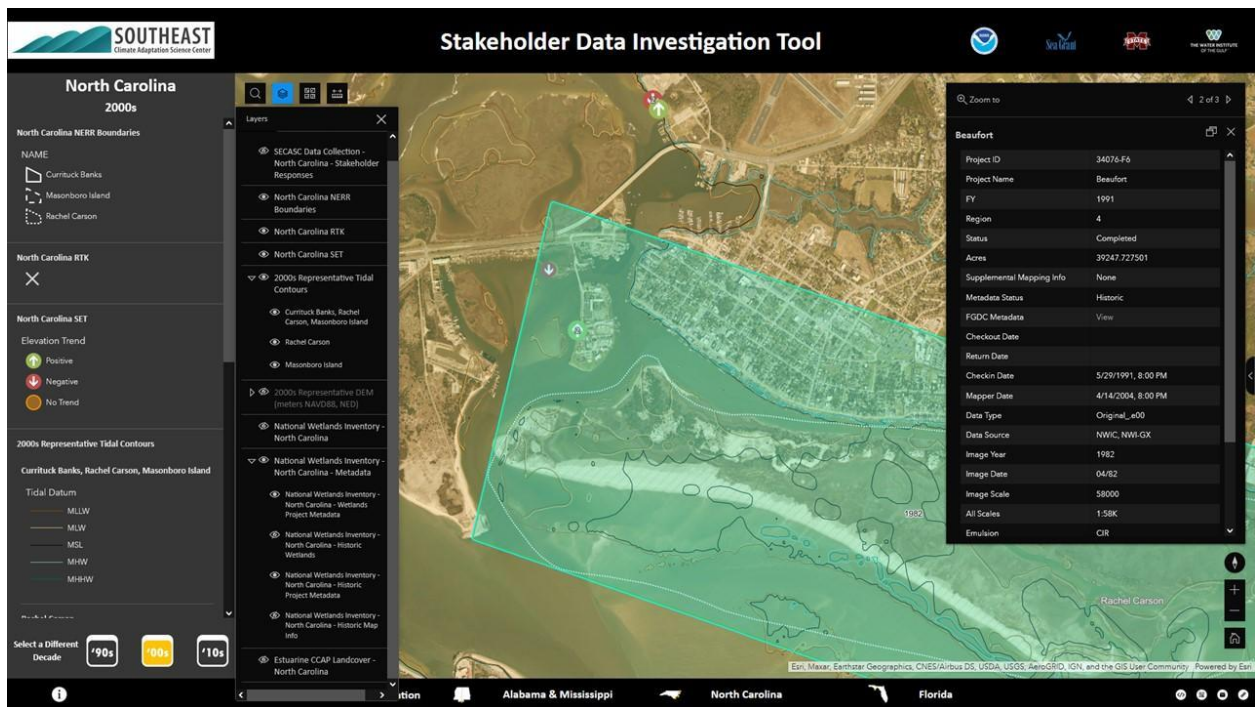 SOUTHEAST
Climate Adaptation Science Center
Stakeholder Data Investigation Tool
NOAA
Sea Grant
STATE
THE WATER INSTITUTE
OF THE GULF
North Carolina
2000s
North Carolina NERR Boundaries
NAME
Currituck Banks
Masonboro Island
Rachel Carson
North Carolina RTK
North Carolina SET
Elevation Trend
Positive
Negative
No Trend
2000s Representative Tidal Contours
Currituck Banks, Rachel Carson, Masonboro Island
Tidal Datum
MLLW
MLW
MSL
MHW
MHHW
Rachel Carson
Select a Different
Decade
'90s
'00s
'10s
Layers
SECASC Data Collection -
North Carolina - Stakeholder
Responses
North Carolina NERR
Boundaries
North Carolina RTK
North Carolina SET
2000s Representative Tidal
Contours
Currituck Banks, Rachel
Carson, Masonboro Island
Rachel Carson
Masonboro Island
2000s Representative DEM
(meters NAVD88, NED)
National Wetlands Inventory -
North Carolina
National Wetlands Inventory -
North Carolina - Metadata
National Wetlands Inventory -
North Carolina - Wetlands
Project Metadata
National Wetlands Inventory -
North Carolina - Historic
Wetlands
National Wetlands Inventory -
North Carolina - Historic
Project Metadata
National Wetlands Inventory -
North Carolina - Historic Map
Info
Estuarine CCAP Landcover -
North Carolina
1982
Rachel Carson
Zoom to
2 of 3
Beaufort
Project ID 34076-F6
Project Name Beaufort
FY 1991
Region 4
Status Completed
Acres 39247.727501
Supplemental Mapping Info None
Metadata Status Historic
FGDC Metadata View
Checkout Date
Return Date
Checkin Date 5/29/1991, 8:00 PM
Mapper Date 4/14/2004, 8:00 PM
Data Type Original_.e00
Data Source NWIC, NWI-GX
Image Year 1982
Image Date 04/82
Image Scale 58000
All Scales 1:58K
Emulsion CIR
Esri, Maxar, Earthstar Geographics, CNES/Airbus DS, USDA, USGS, AeroGRID, IGN, and the GIS User Community Powered by Esri
Alabama & Mississippi
North Carolina
Florida